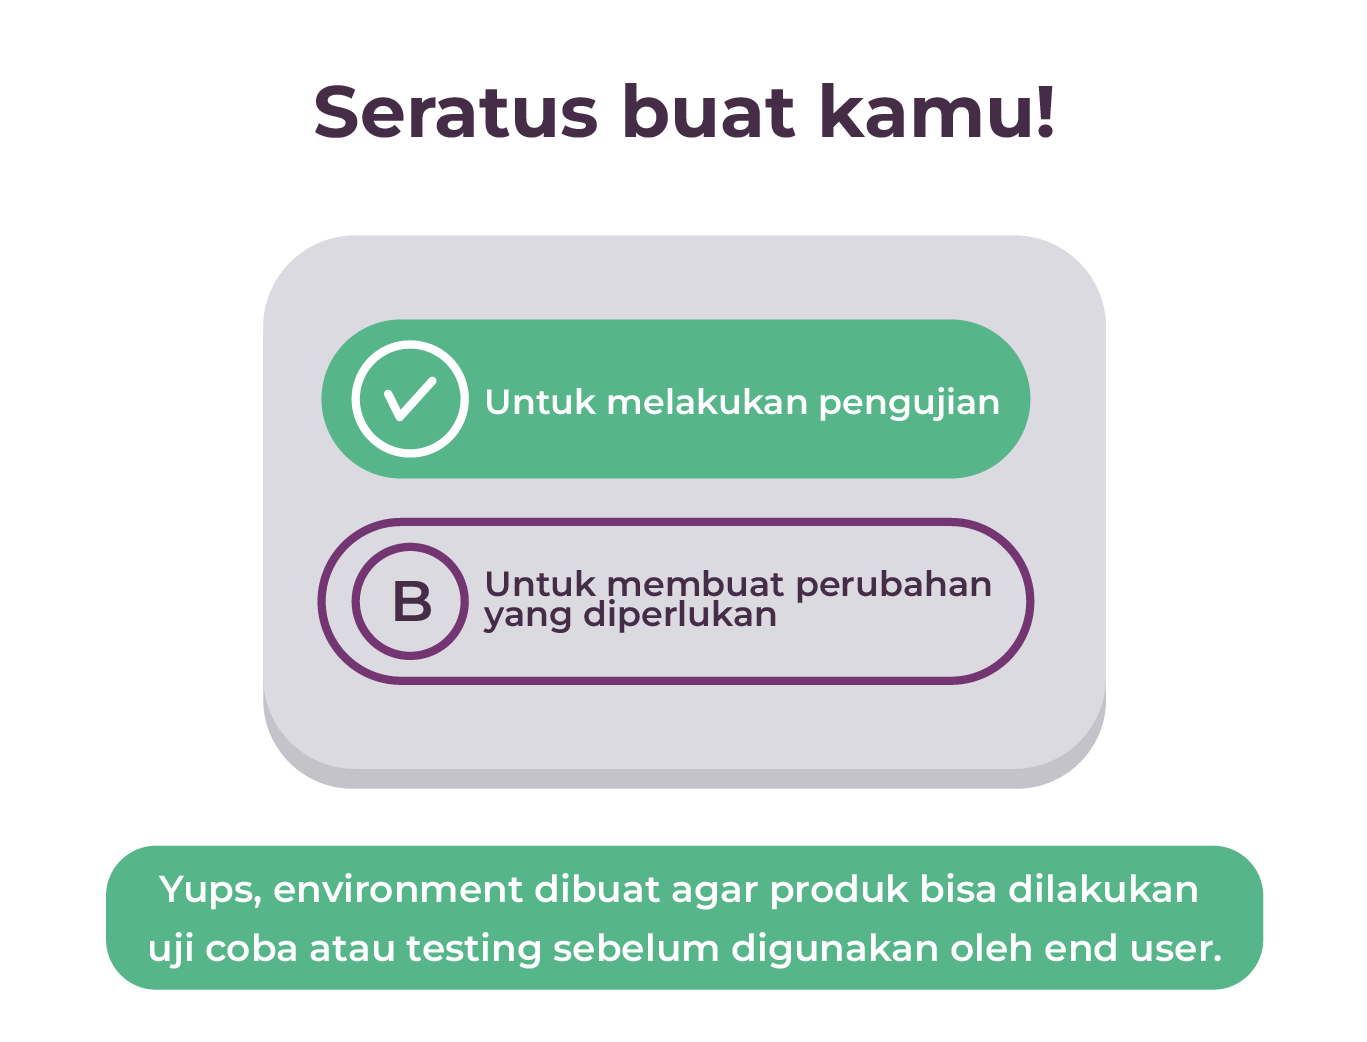 Seratus buat kamu!
Untuk melakukan pengujian
B
Untuk membuat perubahan
yang diperlukan
Yups, environment dibuat agar produk bisa dilakukan
uji coba atau testing sebelum digunakan oleh end user.